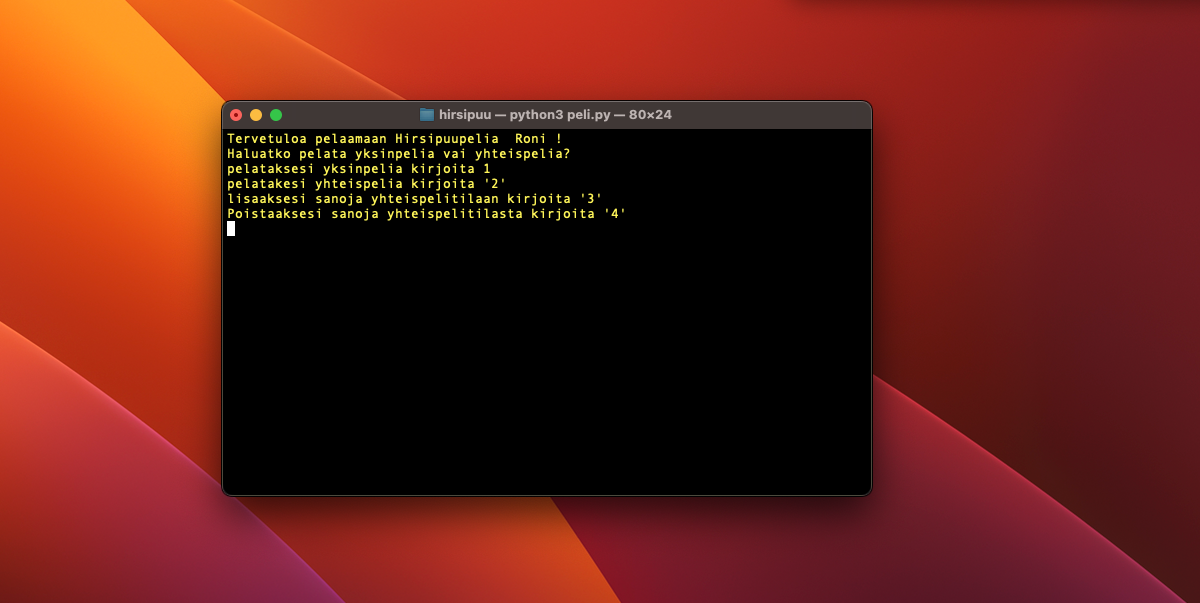 hirsipuu — python3 peli.py — 80×24
Tervetuloa pelaamaan Hirsipuupelia  Roni !
Haluatko pelata yksinpelia vai yhteispelia?
pelataksesi yksinpelia kirjoita 1
pelatakesi yhteispelia kirjoita '2'
lisaaksesi sanoja yhteispelitilaan kirjoita '3'
Poistaaksesi sanoja yhteispelitilasta kirjoita '4'